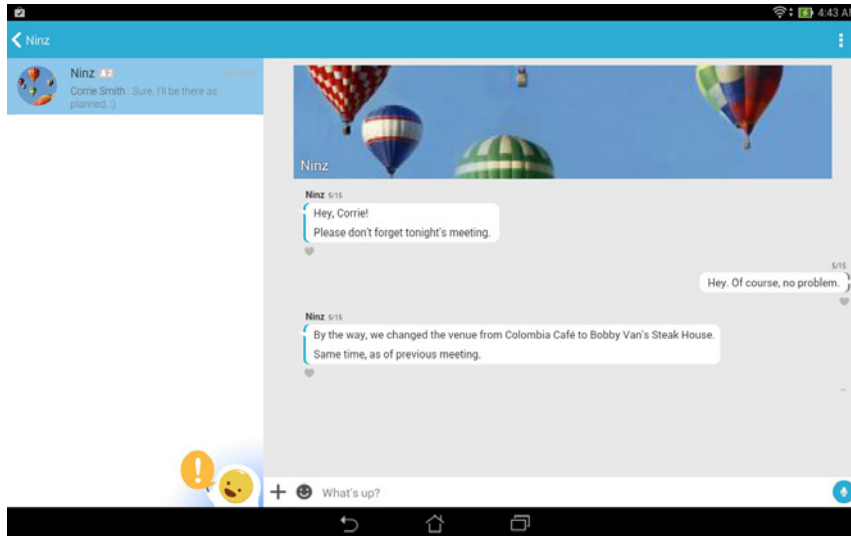 4:43 AM
Ninz
Ninz 2
Corrie Smith : Sure. I'll be there as
planned. :)
Ninz
Ninz 5/15
Hey, Corrie!
Please don't forget tonight's meeting.
5/15
Hey. Of course, no problem.
Ninz 5/15
By the way, we changed the venue from Colombia Café to Bobby Van's Steak House.
Same time, as of previous meeting.
What's up?